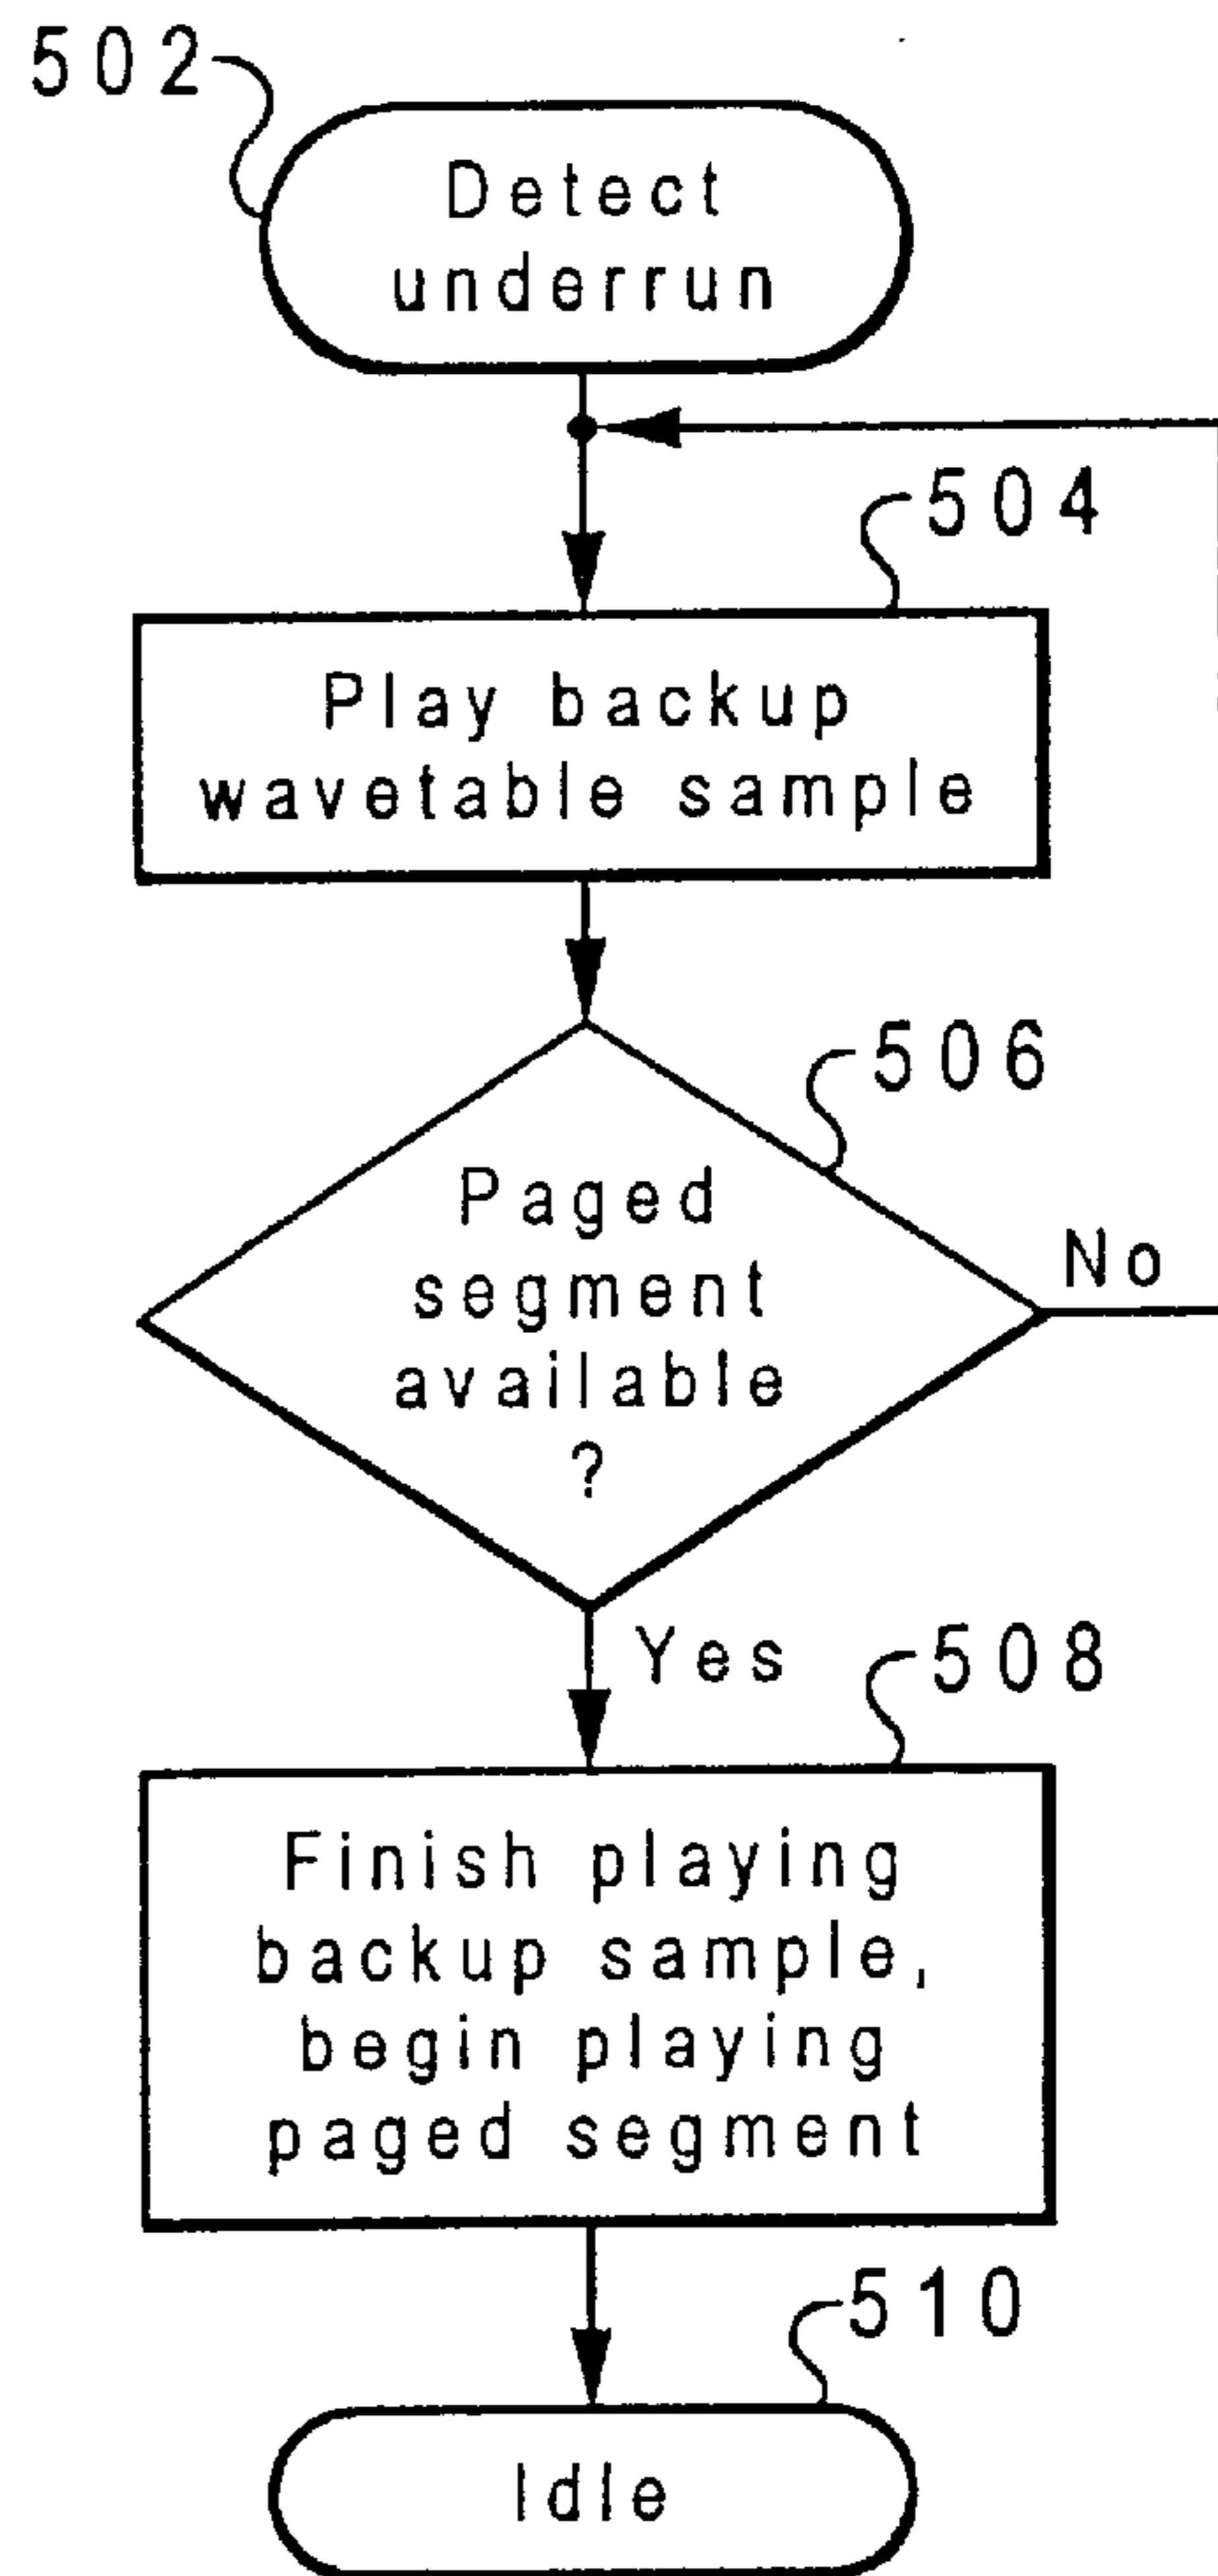 502
Detect
underrun
504
Play backup
wavetable sample
506
Paged
segment
available
?
No
Yes
508
Finish playing
backup sample,
begin playing
paged segment
510
Idle